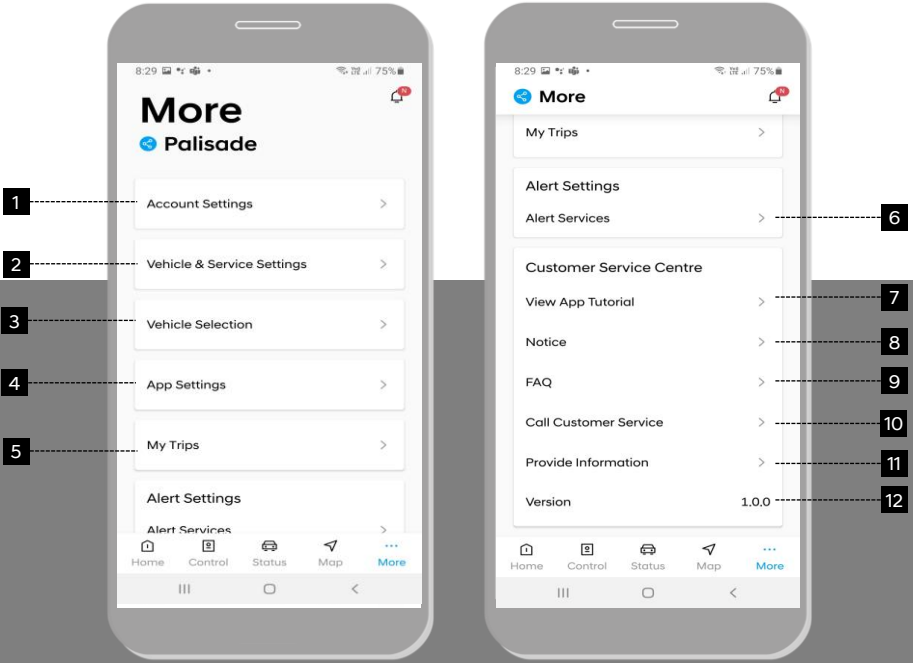 8:29 75%
More
N
Palisade
1
Account Settings
2
Vehicle & Service Settings
3
Vehicle Selection
4
App Settings
5
My Trips
Alert Settings
Alert Services
Home Control Status Map More
8:29 75%
More
N
My Trips
Alert Settings
Alert Services
6
Customer Service Centre
View App Tutorial
7
Notice
8
FAQ
9
Call Customer Service
10
Provide Information
11
Version 1.0.0
12
Home Control Status Map More